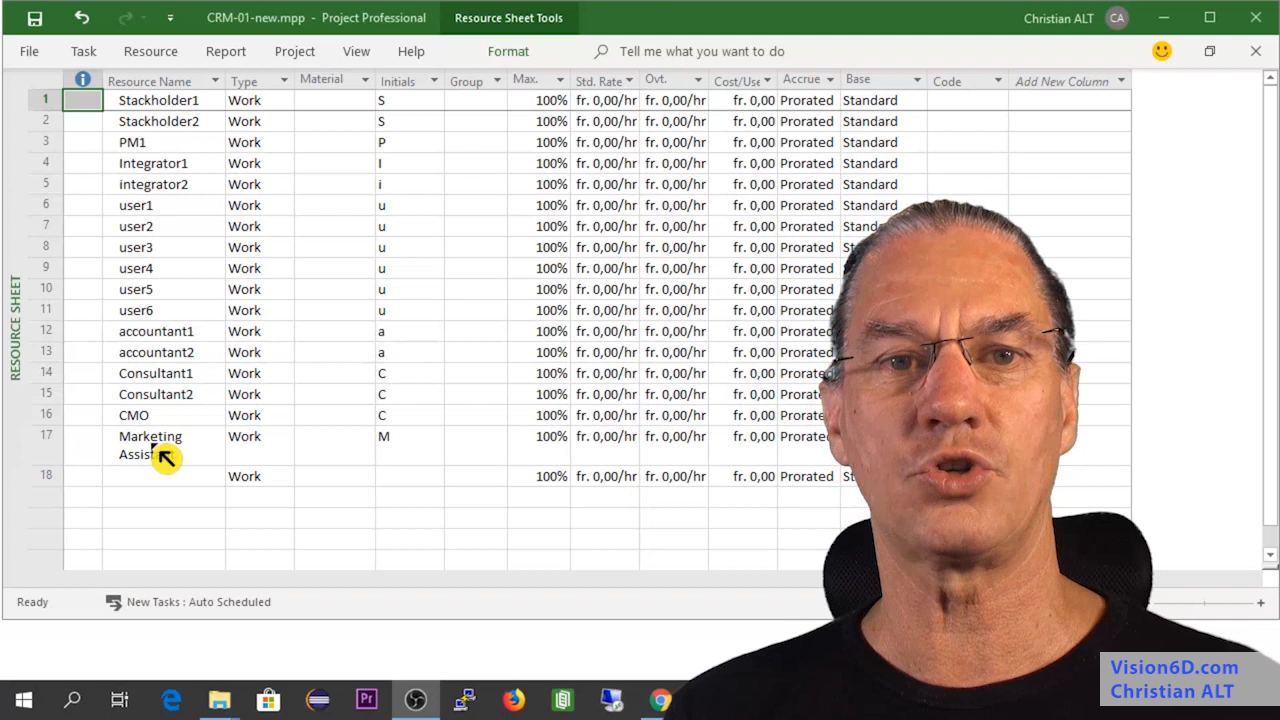 CRM-01-new.mpp - Project Professional
Resource Sheet Tools
Christian ALT CA
File Task Resource Report Project View Help Format Tell me what you want to do
Resource Name Type Material Initials Group Max. Std. Rate Ovt. Cost/Use Accrue Base Code Add New Column
1 Stackholder1 Work S 100% fr. 0,00/hr fr. 0,00/hr fr. 0,00 Prorated Standard
2 Stackholder2 Work S 100% fr. 0,00/hr fr. 0,00/hr fr. 0,00 Prorated Standard
3 PM1 Work P 100% fr. 0,00/hr fr. 0,00/hr fr. 0,00 Prorated Standard
4 Integrator1 Work I 100% fr. 0,00/hr fr. 0,00/hr fr. 0,00 Prorated Standard
5 integrator2 Work i 100% fr. 0,00/hr fr. 0,00/hr fr. 0,00 Prorated Standard
6 user1 Work u 100% fr. 0,00/hr fr. 0,00/hr fr. 0,00 Prorated Standard
7 user2 Work u 100% fr. 0,00/hr fr. 0,00/hr fr. 0,00 Prorated
8 user3 Work u 100% fr. 0,00/hr fr. 0,00/hr fr. 0,00 Prorated
9 user4 Work u 100% fr. 0,00/hr fr. 0,00/hr fr. 0,00 Prorated
10 user5 Work u 100% fr. 0,00/hr fr. 0,00/hr fr. 0,00 Prorated
11 user6 Work u 100% fr. 0,00/hr fr. 0,00/hr fr. 0,00 Prorated
12 accountant1 Work a 100% fr. 0,00/hr fr. 0,00/hr fr. 0,00 Prorated
13 accountant2 Work a 100% fr. 0,00/hr fr. 0,00/hr fr. 0,00 Prorated
14 Consultant1 Work C 100% fr. 0,00/hr fr. 0,00/hr fr. 0,00
15 Consultant2 Work C 100% fr. 0,00/hr fr. 0,00/hr fr. 0,00 Prorated
16 CMO Work C 100% fr. 0,00/hr fr. 0,00/hr fr. 0,00 Prorated
17 Marketing Work M 100% fr. 0,00/hr fr. 0,00/hr fr. 0,00 Prorated
18 Work 100% fr. 0,00/hr fr. 0,00/hr fr. 0,00 Prorated
RESOURCE SHEET
Ready New Tasks : Auto Scheduled
Pr
Vision6D.com
Christian ALT